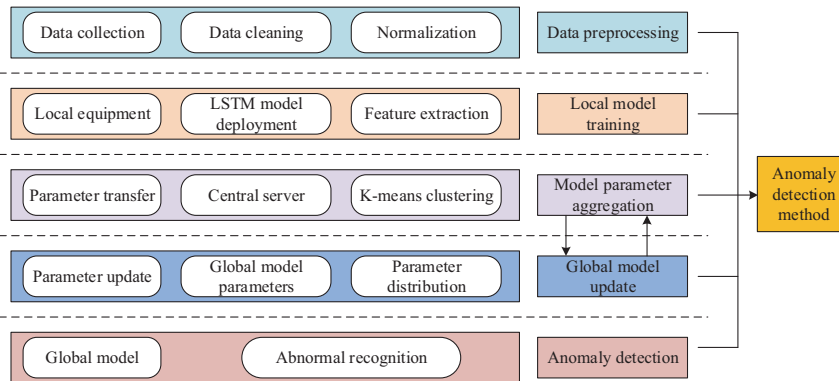 Data collection
Data cleaning
Normalization
Data preprocessing
Local equipment
LSTM model
deployment
Feature extraction
Local model
training
Parameter transfer
Central server
K-means clustering
Model parameter
aggregation
Anomaly
detection
method
Parameter update
Global model
parameters
Parameter
distribution
Global model
update
Global model
Abnormal recognition
Anomaly detection